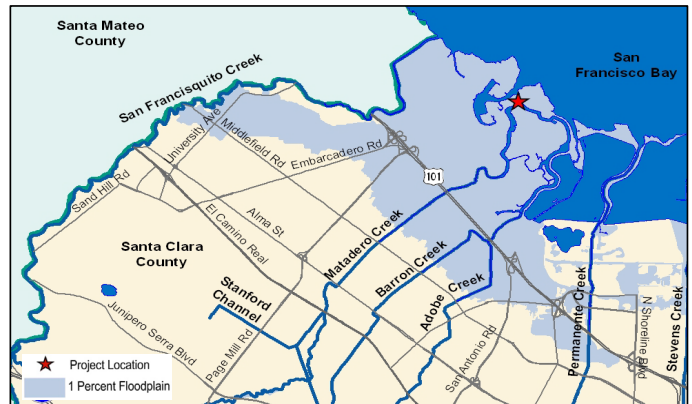 Santa Mateo
County
San
Francisco Bay
San Francisquito Creek
University Ave
Middlefield Rd
Embarcadero Rd
101
Sand Hill Rd
El Camino Real
Alma St
Matadero Creek
Santa Clara
County
Stanford
Channel
Barron Creek
Adobe Creek
Permanente Creek
N Shoreline Blvd
Stevens Creek
Junipero Serra Blvd
Page Mill Rd
San Antonio Rd
Project Location
1 Percent Floodplain